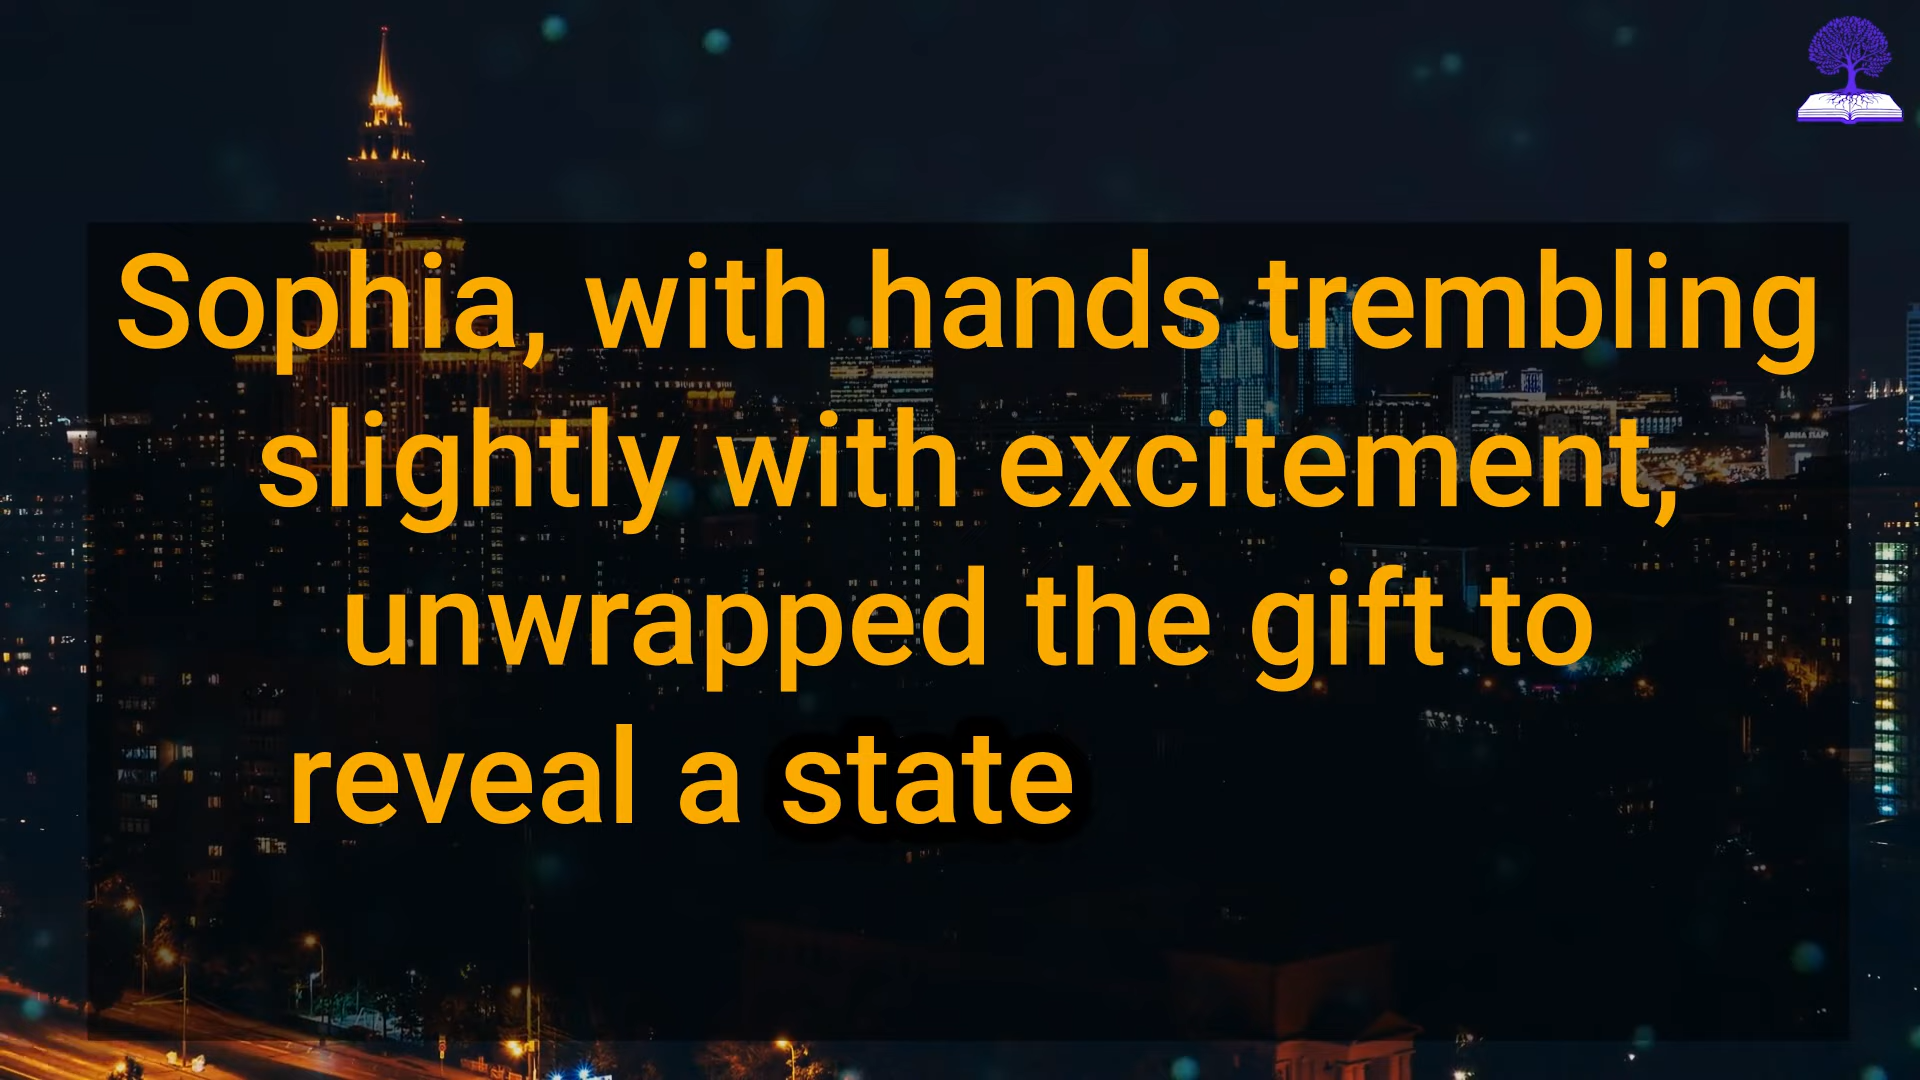 Sophia, with hands trembling
slightly with excitement,
unwrapped the gift to
reveal a state